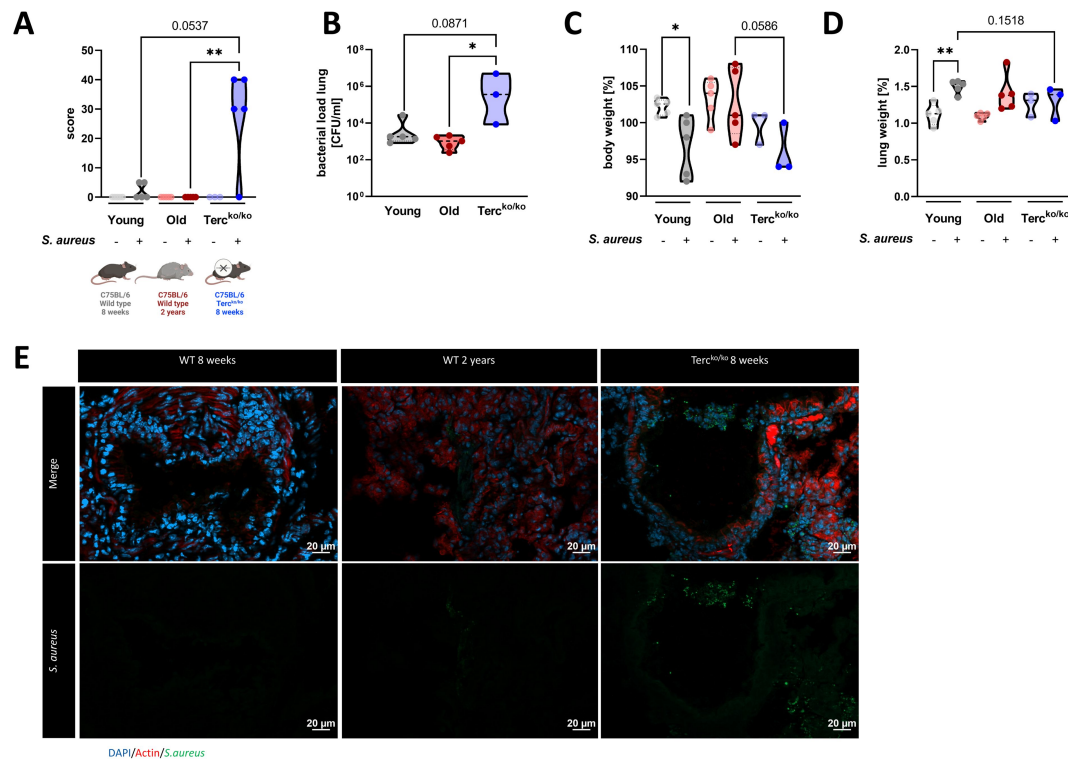 A
0.0537
**
score
50
40
30
20
10
0
Young
Old
Terc^ko/ko
S. aureus
- + - + - +
C75BL/6
Wild type
8 weeks
C75BL/6
Wild type
2 years
C75BL/6
Terc^ko/ko
8 weeks
B
0.0871
*
bacterial load lung
[CFU/ml]
10^8
10^6
10^4
10^2
10^0
Young
Old
Terc^ko/ko
C
*
0.0586
body weight [%]
110
105
100
95
90
Young
Old
Terc^ko/ko
S. aureus
- + - + - +
D
0.1518
**
lung weight [%]
2.0
1.5
1.0
0.5
0.0
Young
Old
Terc^ko/ko
S. aureus
- + - + - +
E
WT 8 weeks
WT 2 years
Terc^ko/ko 8 weeks
Merge
20 µm
20 µm
20 µm
S. aureus
20 µm
20 µm
20 µm
DAPI/Actin/S.aureus